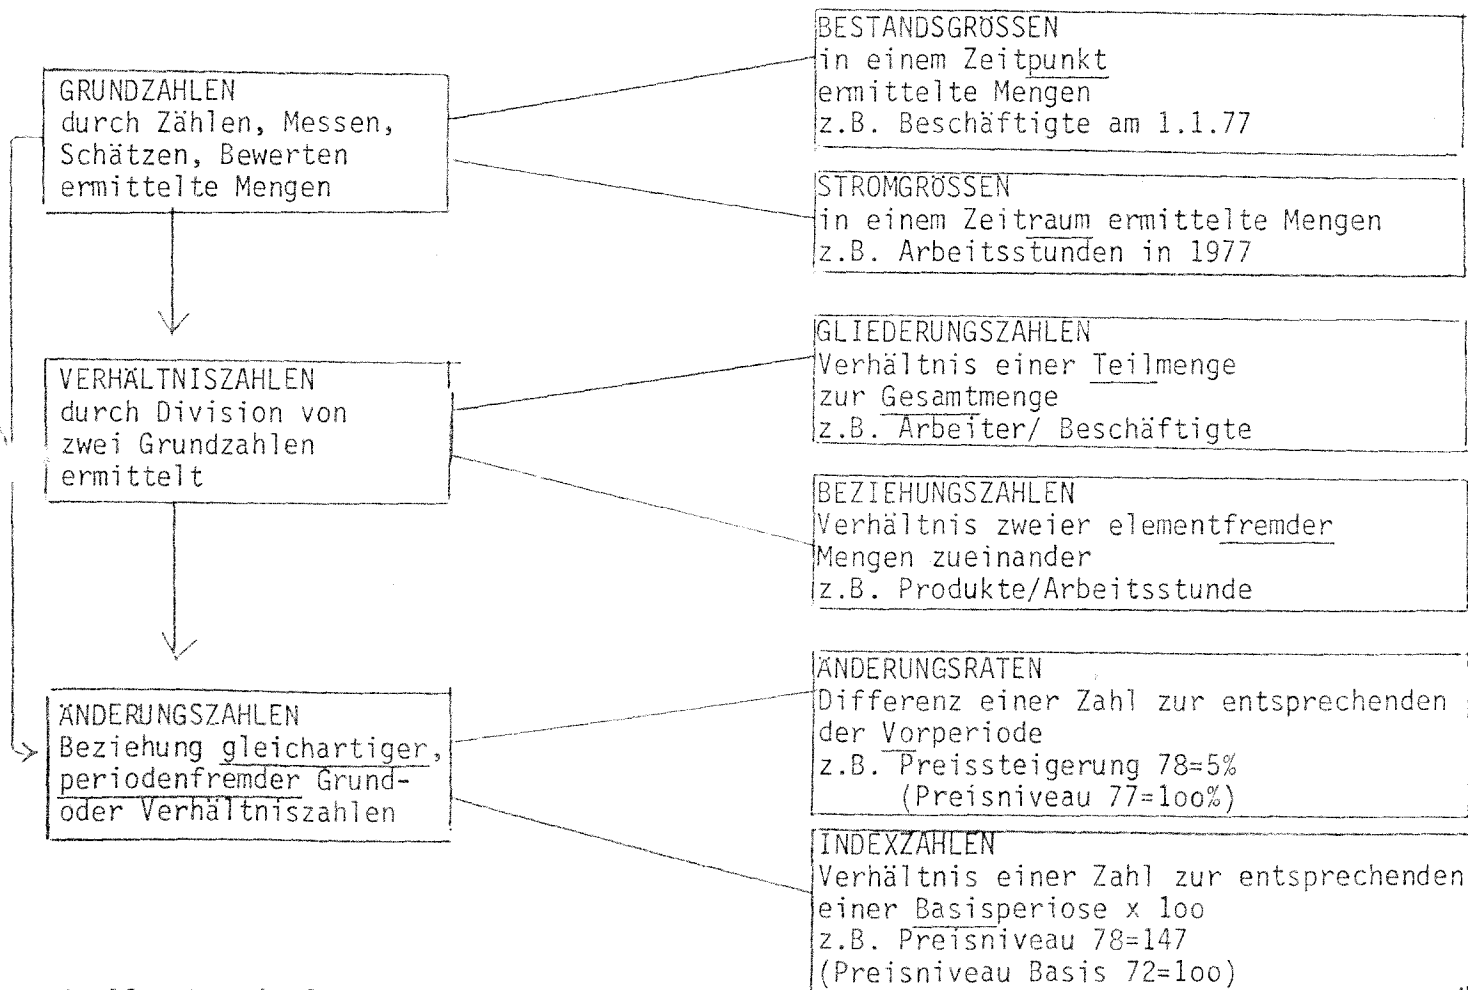 GRUNDZAHLEN
durch Zählen, Messen,
Schätzen, Bewerten
ermittelte Mengen
BESTANDSGRÖSSEN
in einem Zeitpunkt
ermittelte Mengen
z.B. Beschäftigte am 1.1.77
STROMGRÖSSEN
in einem Zeitraum ermittelte Mengen
z.B. Arbeitsstunden in 1977
VERHÄLTNISZAHLEN
durch Division von
zwei Grundzahlen
ermittelt
GLIEDERUNGSZAHLEN
Verhältnis einer Teilmenge
zur Gesamtmenge
z.B. Arbeiter/ Beschäftigte
BEZIEHUNGSZAHLEN
Verhältnis zweier elementfremder
Mengen zueinander
z.B. Produkte/Arbeitsstunde
ÄNDERUNGSZAHLEN
Beziehung gleichartiger,
periodenfremder Grund-
oder Verhältniszahlen
ÄNDERUNGSRATEN
Differenz einer Zahl zur entsprechenden
der Vorperiode
z.B. Preissteigerung 78=5%
(Preisniveau 77=100%)
INDEXZAHLEN
Verhältnis einer Zahl zur entsprechenden
einer Basisperiose x 100
z.B. Preisniveau 78=147
(Preisniveau Basis 72=100)